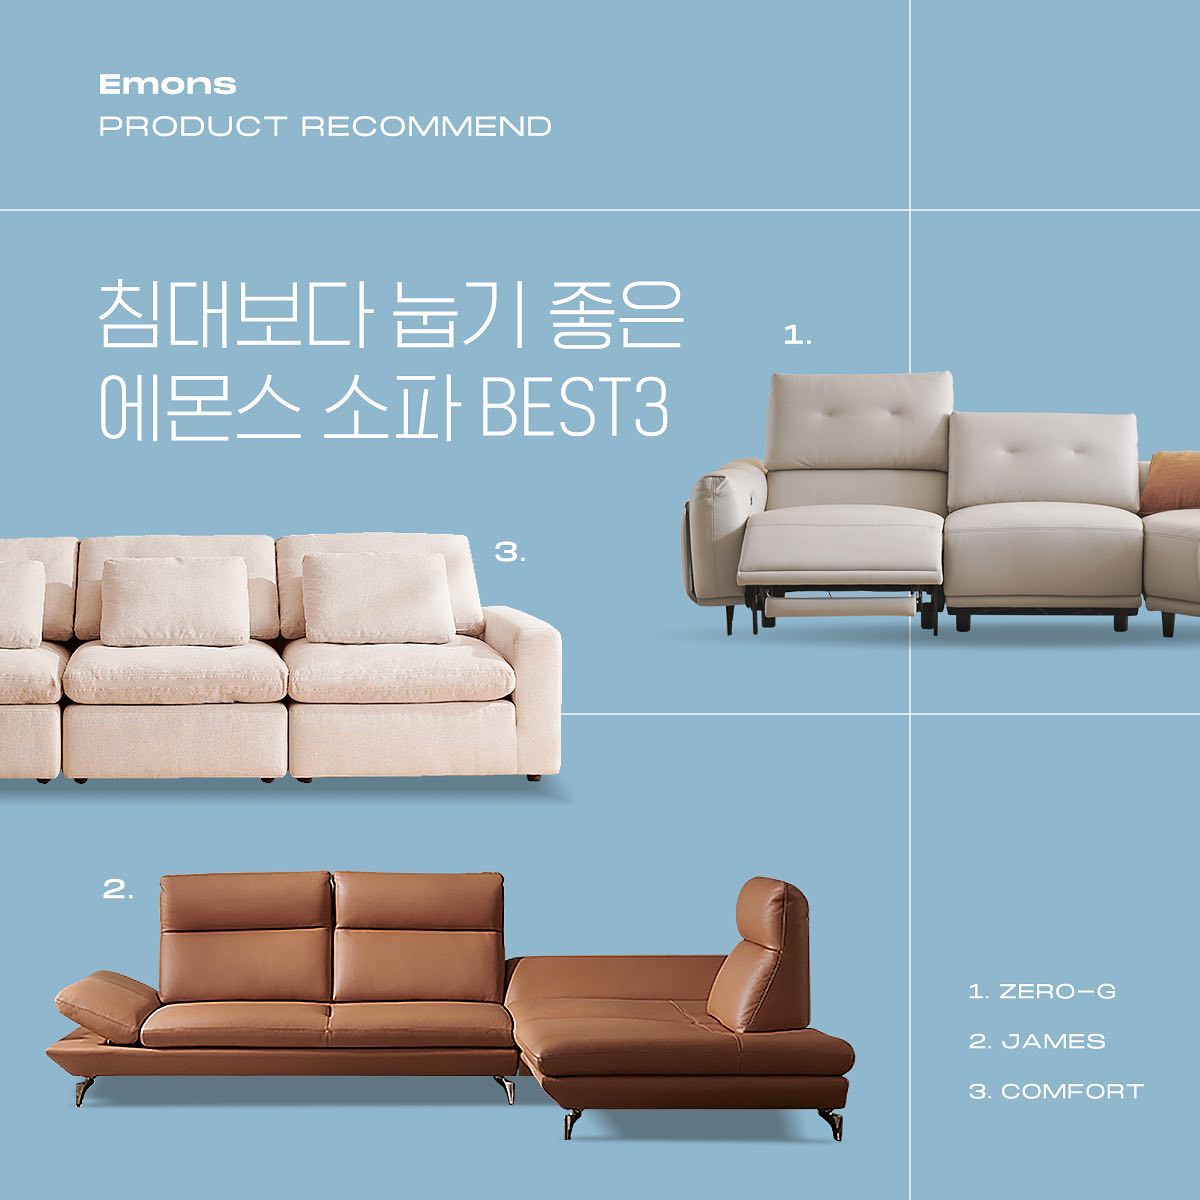 Emons
PRODUCT RECOMMEND
침대보다 눕기 좋은
에몬스 소파 BEST3
1.
3.
2.
1. ZERO-G
2. JAMES
3. COMFORT